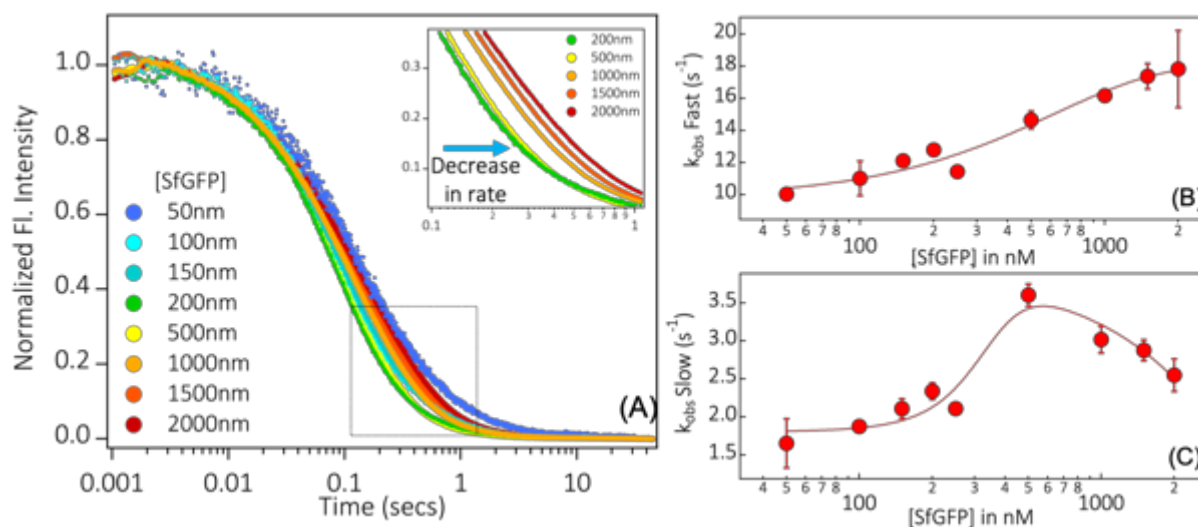 1.0
0.8
0.6
0.4
0.2
0.0
Normalized Fl. Intensity
[SfGFP]
50nm
100nm
150nm
200nm
500nm
1000nm
1500nm
2000nm
0.001
0.01
0.1
1
10
Time (secs)
(A)
0.3
0.2
0.1
200nm
500nm
1000nm
1500nm
2000nm
Decrease
in rate
0.1
2
3
4
5
6
7
8
9
1
20
18
16
14
12
10
k_obs Fast (s⁻¹)
4 5 6 7 8
100
2 3 4 5 6 7 8
1000
2
[SfGFP] in nM
(B)
3.5
3.0
2.5
2.0
1.5
k_obs Slow (s⁻¹)
4 5 6 7 8
100
2 3 4 5 6 7 8
1000
2
[SfGFP] in nM
(C)